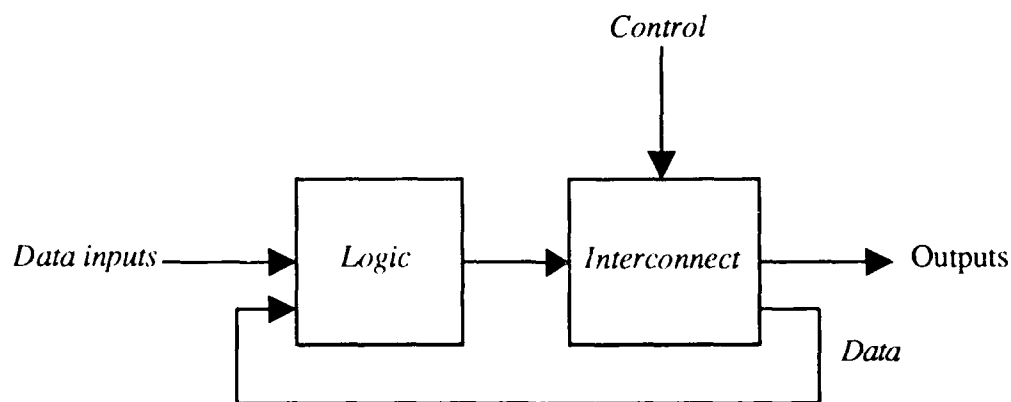 Control
Data inputs
Logic
Interconnect
Outputs
Data